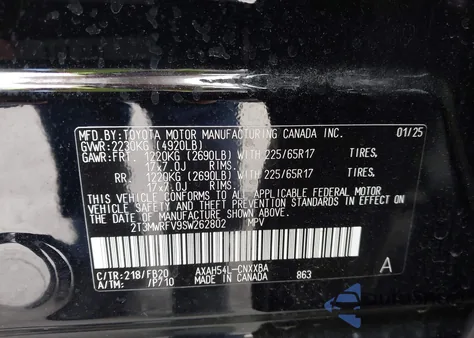 MFD.BY:TOYOTA MOTOR MANUFACTURING CANADA INC. 01/25
GVWR:2230KG (4920LB)
GAWR:FRT. 1220KG (2690LB) WITH 225/65R17 TIRES,
17x7.0J RIMS.
RR. 1220KG (2690LB) WITH 225/65R17 TIRES,
17x7.0J RIMS.
THIS VEHICLE CONFORMS TO ALL APPLICABLE FEDERAL MOTOR
VEHICLE SAFETY AND THEFT PREVENTION STANDARDS IN EFFECT ON
THE DATE OF MANUFACTURE SHOWN ABOVE.
2T3MWRFV9SW262802 MPV
C/TR:218/FB20 AXAH54L-CNXXBA 863 A
A/TM: /P710 MADE IN CANADA